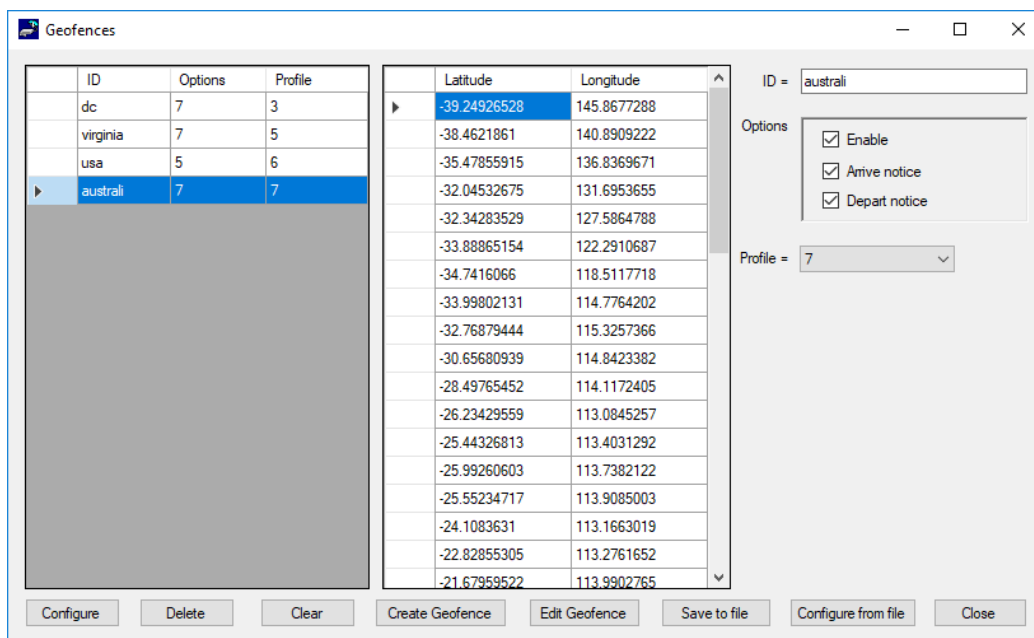 Geofences
ID Options Profile
dc 7 3
virginia 7 5
usa 5 6
australi 7 7
Latitude Longitude
-39.24926528 145.8677288
-38.4621861 140.8909222
-35.47855915 136.8369671
-32.04532675 131.6953655
-32.34283529 127.5864788
-33.88865154 122.2910687
-34.7416066 118.5117718
-33.99802131 114.7764202
-32.76879444 115.3257366
-30.65680939 114.8423382
-28.49765452 114.1172405
-26.23429559 113.0845257
-25.44326813 113.4031292
-25.99260603 113.7382122
-25.55234717 113.9085003
-24.1083631 113.1663019
-22.82855305 113.2761652
-21.67959522 113.9902765
ID = australi
Options
Enable
Arrive notice
Depart notice
Profile = 7
Configure Delete Clear Create Geofence Edit Geofence Save to file Configure from file Close